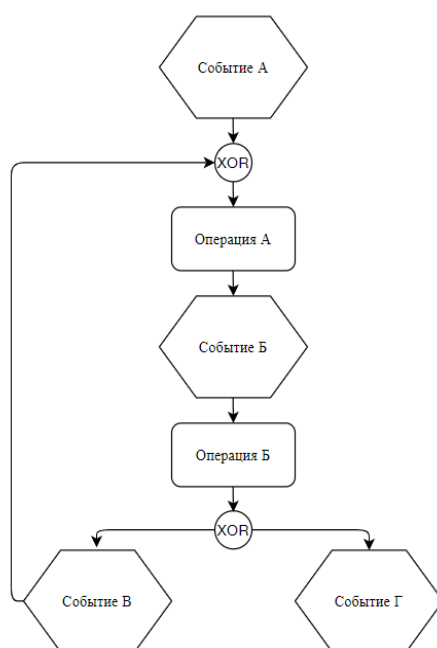 Событие А
XOR
Операция А
Событие Б
Операция Б
XOR
Событие В
Событие Г